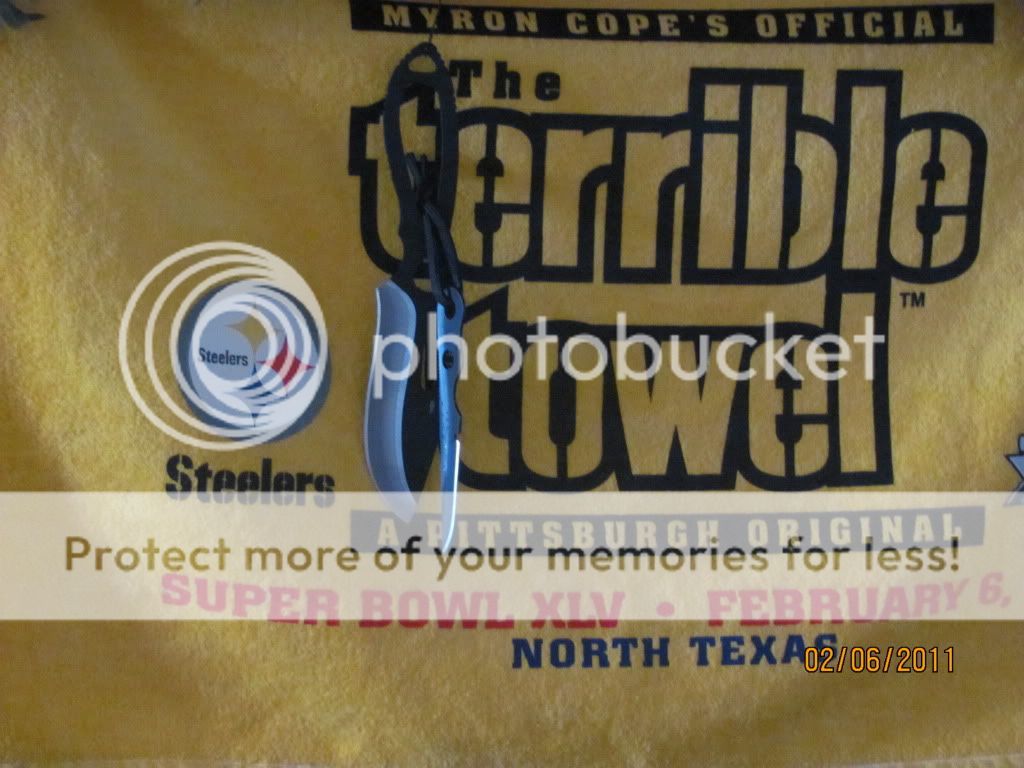 MYRON COPE'S OFFICIAL
The
terrible
towel
TM
Steelers
Steelers
photobucket
A PITTSBURGH ORIGINAL
Protect more of your memories for less!
SUPER BOWL XLV • FEBRUARY 6,
NORTH TEXAS
02/06/2011